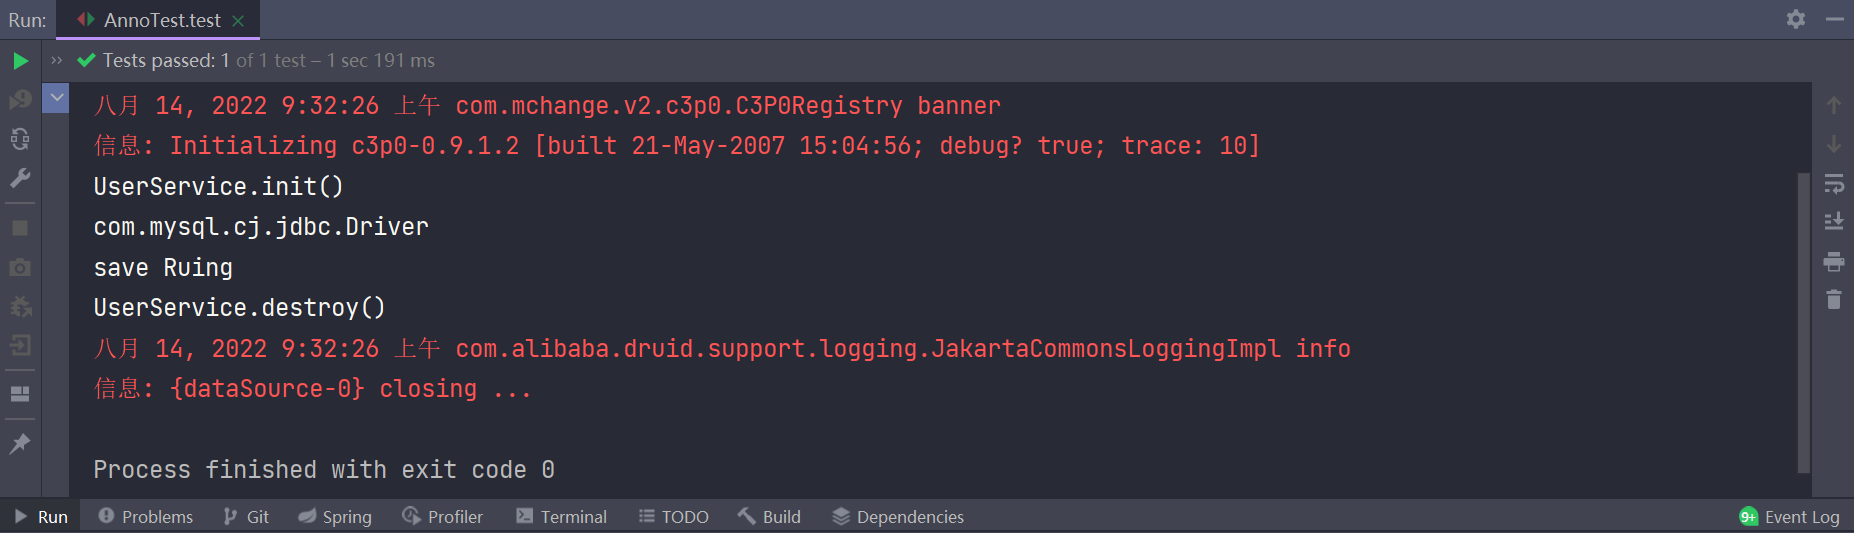 Run: AnnoTest.test
Tests passed: 1 of 1 test – 1 sec 191 ms
八月 14, 2022 9:32:26 上午 com.mchange.v2.c3p0.C3P0Registry banner
信息: Initializing c3p0-0.9.1.2 [built 21-May-2007 15:04:56; debug? true; trace: 10]
UserService.init()
com.mysql.cj.jdbc.Driver
save Ruing
UserService.destroy()
八月 14, 2022 9:32:26 上午 com.alibaba.druid.support.logging.JakartaCommonsLoggingImpl info
信息: {dataSource-0} closing ...
Process finished with exit code 0
Run Problems Git Spring Profiler Terminal TODO Build Dependencies 9+ Event Log